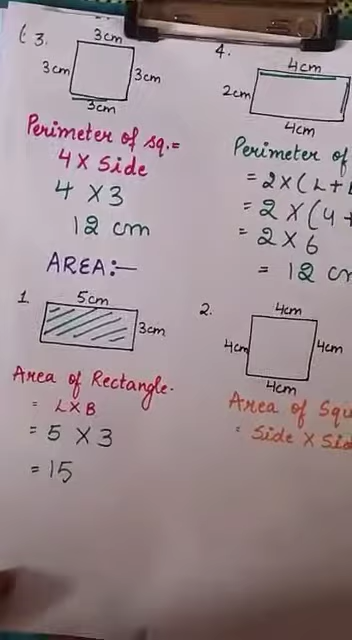 3.
3cm
3cm
3cm
3cm
Perimeter of sq.=
4 X Side
4 X 3
12 cm
4.
4cm
2cm
4cm
Perimeter of
= 2 X (L +
= 2 X (4 +
= 2 X 6
= 12 cm
AREA:-
1.
5cm
3cm
Area of Rectangle.
= L X B
= 5 X 3
= 15
2.
4cm
4cm
4cm
4cm
Area of Squ
= Side X Sid